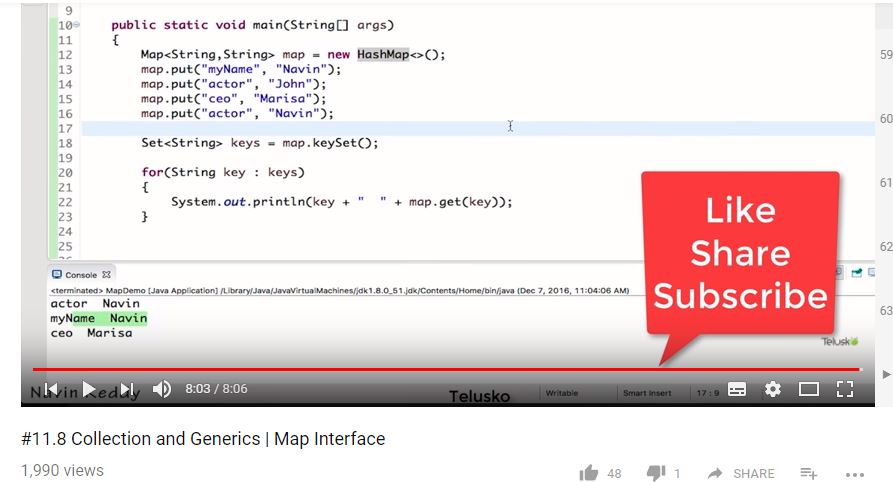 9
10 public static void main(String[] args)
11 {
12 Map<String,String> map = new HashMap<>();
13 map.put("myName", "Navin");
14 map.put("actor", "John");
15 map.put("ceo", "Marisa");
16 map.put("actor", "Navin");
17
18 Set<String> keys = map.keySet();
19
20 for(String key : keys)
21 {
22 System.out.println(key + "  " + map.get(key));
23 }
24
25
Like
Share
Subscribe
59
60
61
62
63
Console
<terminated> MapDemo [Java Application] /Library/Java/JavaVirtualMachines/jdk1.8.0_51.jdk/Contents/Home/bin/java (Dec 7, 2016, 11:04:06 AM)
actor  Navin
myName  Navin
ceo  Marisa
Telusko
Navin Reddy
8:03 / 8:06
Telusko
Writable
Smart Insert
17 : 9
#11.8 Collection and Generics | Map Interface
1,990 views
48
1
SHARE